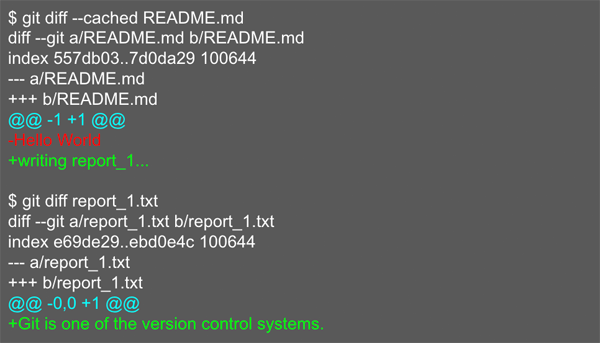 $ git diff --cached README.md
diff --git a/README.md b/README.md
index 557db03..7d0da29 100644
--- a/README.md
+++ b/README.md
@@ -1 +1 @@
-Hello World
+writing report_1...
$ git diff report_1.txt
diff --git a/report_1.txt b/report_1.txt
index e69de29..ebd0e4c 100644
--- a/report_1.txt
+++ b/report_1.txt
@@ -0,0 +1 @@
+Git is one of the version control systems.